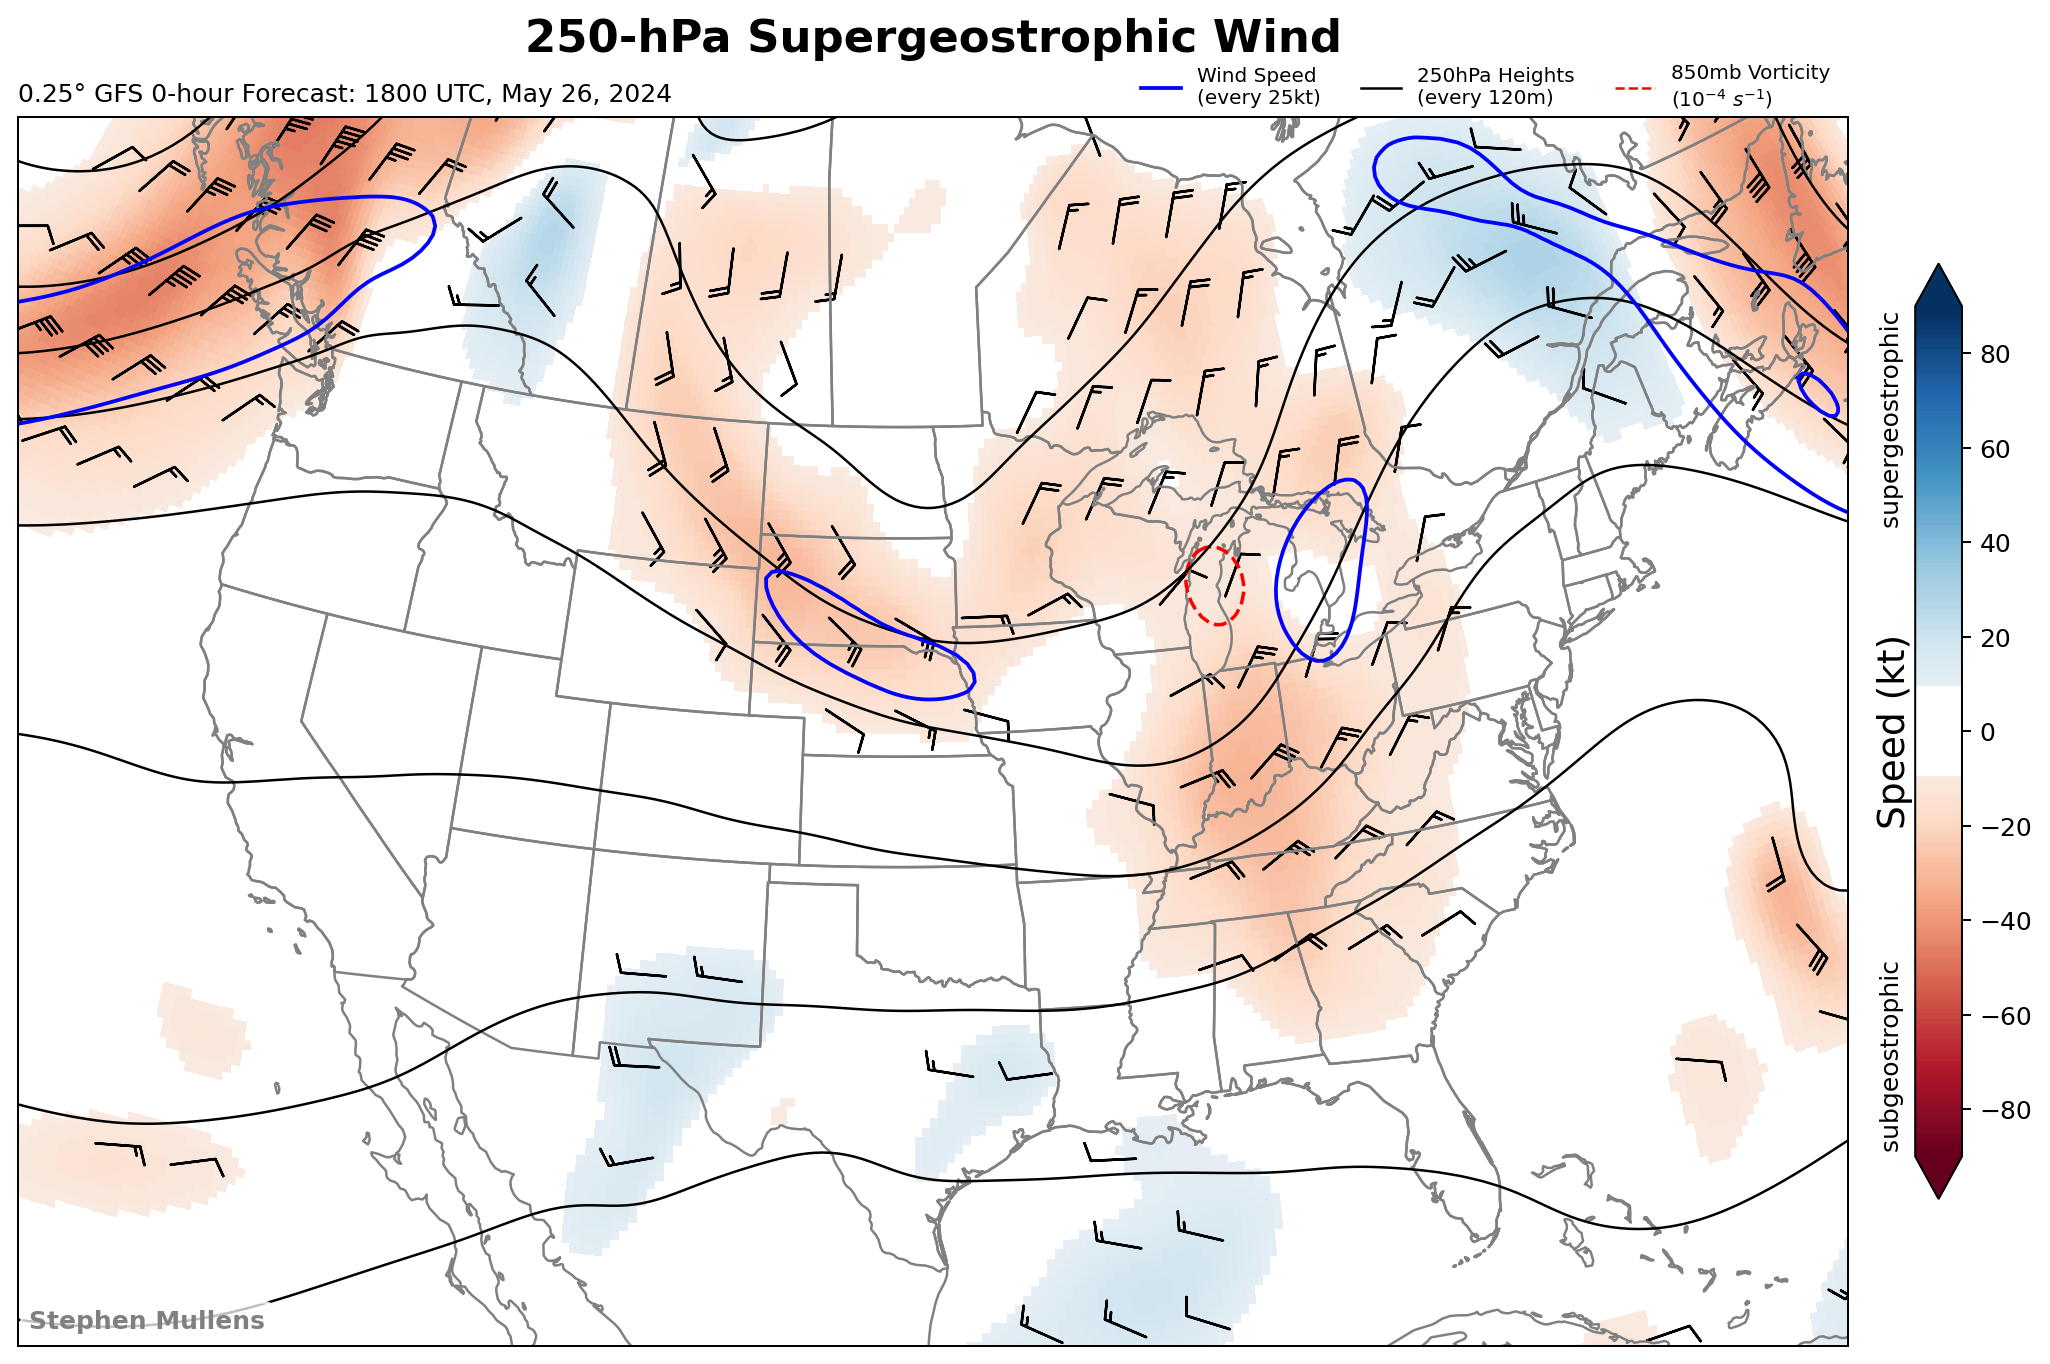 250-hPa Supergeostrophic Wind
0.25° GFS 0-hour Forecast: 1800 UTC, May 26, 2024
Wind Speed
(every 25kt)
250hPa Heights
(every 120m)
850mb Vorticity
(10⁻⁴ s⁻¹)
supergeostrophic
Speed (kt)
subgeostrophic
80
60
40
20
0
−20
−40
−60
−80
Stephen Mullens